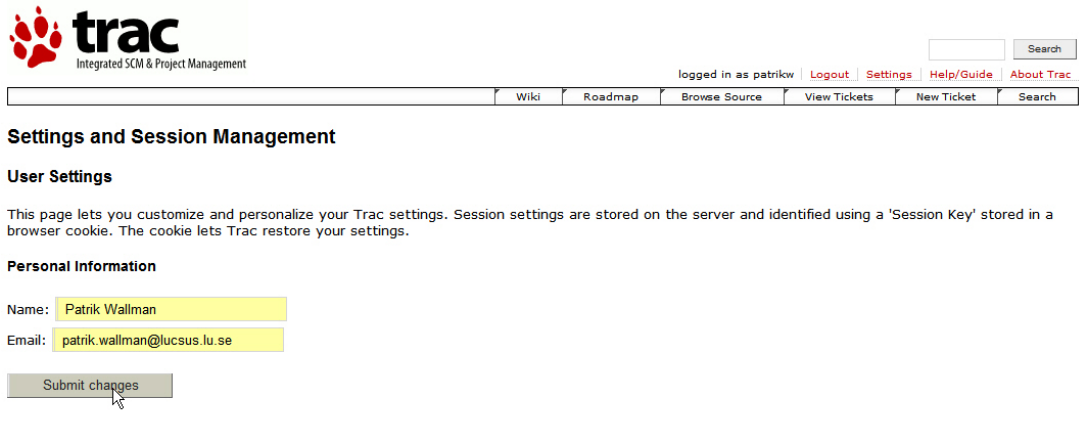 trac
Integrated SCM & Project Management
Search
logged in as patrikw Logout Settings Help/Guide About Trac
Wiki Roadmap Browse Source View Tickets New Ticket Search
Settings and Session Management
User Settings
This page lets you customize and personalize your Trac settings. Session settings are stored on the server and identified using a 'Session Key' stored in a
browser cookie. The cookie lets Trac restore your settings.
Personal Information
Name: Patrik Wallman
Email: patrik.wallman@lucsus.lu.se
Submit changes